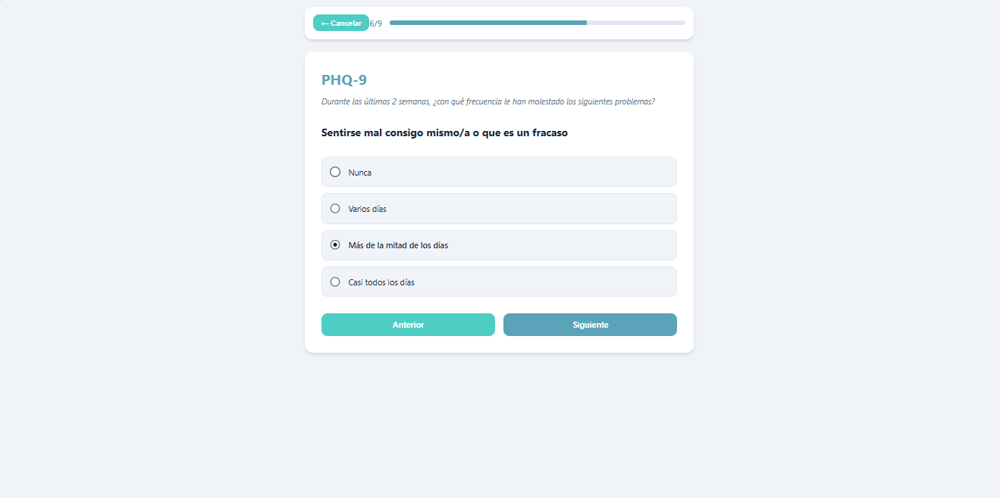 ← Cancelar 6/9
PHQ-9
Durante las últimas 2 semanas, ¿con qué frecuencia le han molestado los siguientes problemas?
Sentirse mal consigo mismo/a o que es un fracaso
Nunca
Varios días
Más de la mitad de los días
Casi todos los días
Anterior Siguiente